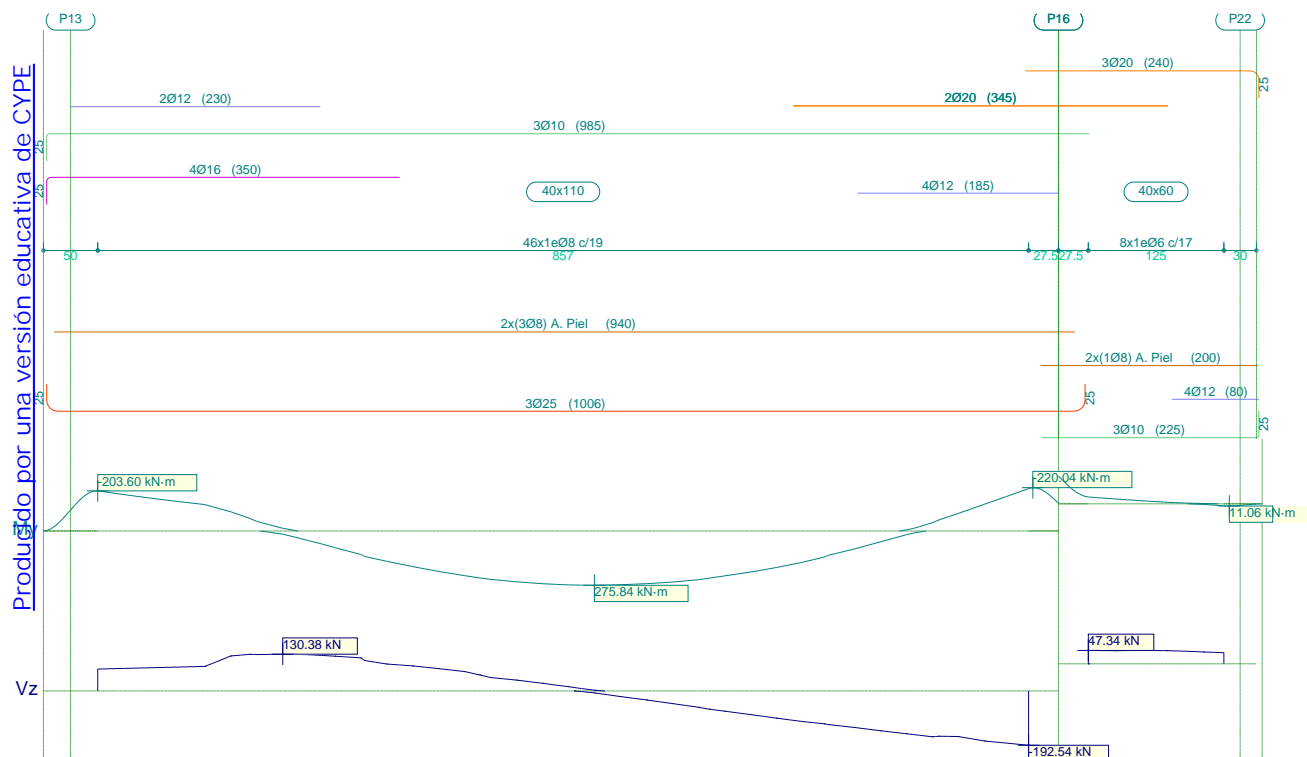 P13
P16
P22
3Ø20 (240)
25
2Ø12 (230)
2Ø20 (345)
3Ø10 (985)
25
4Ø16 (350)
25
40x110
4Ø12 (185)
40x60
46x1eØ8 c/19
8x1eØ6 c/17
50
857
27.5
27.5
125
30
2x(3Ø8) A. Piel (940)
2x(1Ø8) A. Piel (200)
25
3Ø25 (1006)
25
4Ø12 (80)
25
3Ø10 (225)
-203.60 kN·m
-220.04 kN·m
11.06 kN·m
My
275.84 kN·m
130.38 kN
47.34 kN
Vz
-192.54 kN
Producido por una versión educativa de CYPE